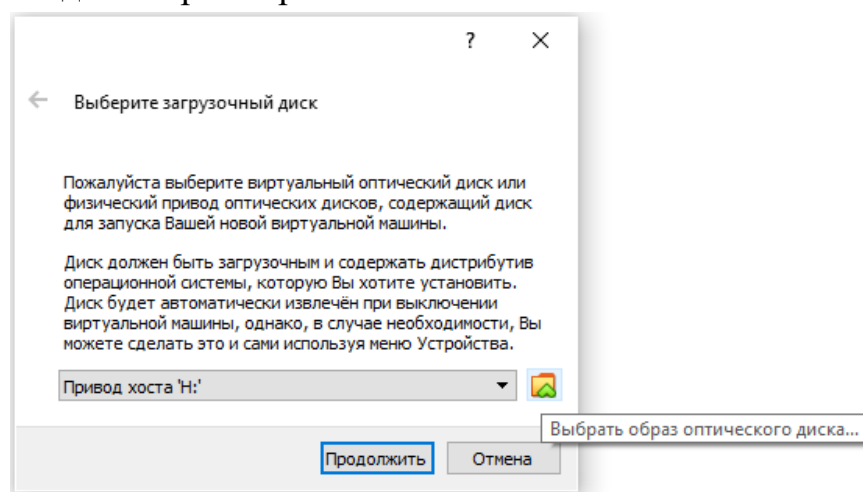 ?
Выберите загрузочный диск
Пожалуйста выберите виртуальный оптический диск или
физический привод оптических дисков, содержащий диск
для запуска Вашей новой виртуальной машины.
Диск должен быть загрузочным и содержать дистрибутив
операционной системы, которую Вы хотите установить.
Диск будет автоматически извлечён при выключении
виртуальной машины, однако, в случае необходимости, Вы
можете сделать это и сами используя меню Устройства.
Привод хоста 'H:'
Выбрать образ оптического диска...
Продолжить Отмена